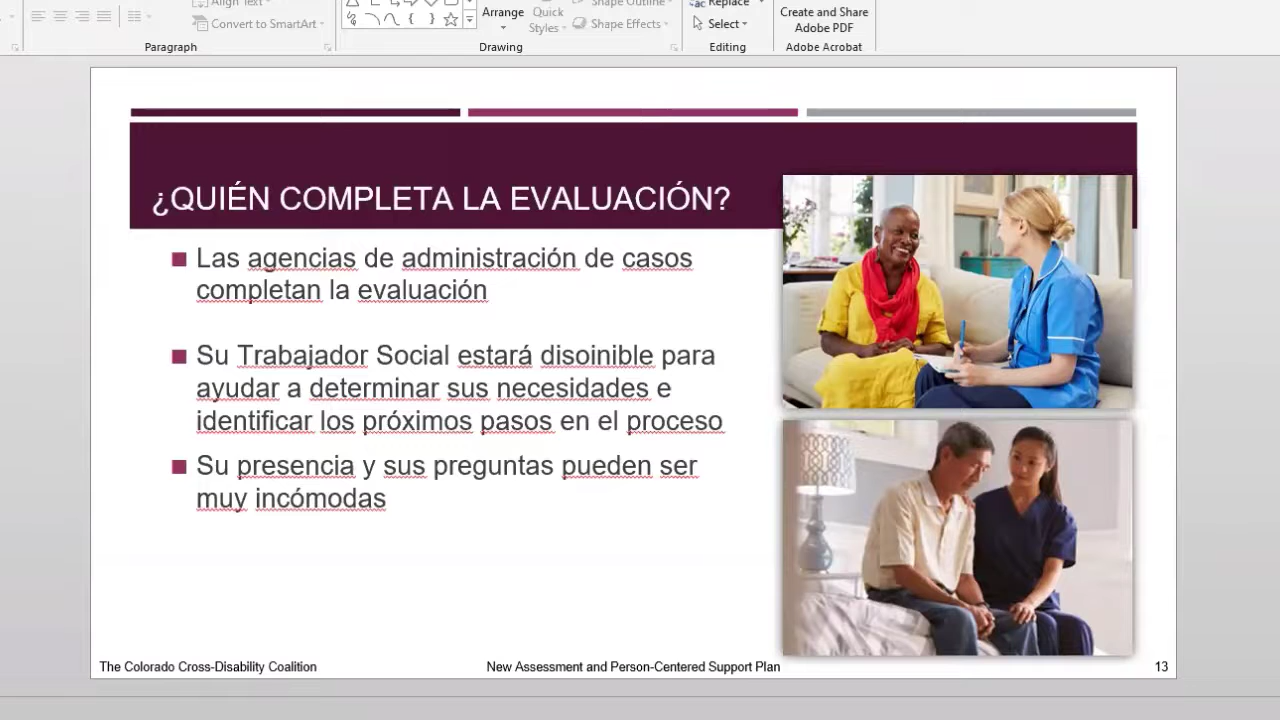 Align Text
Shape Outline
Replace
Convert to SmartArt
Arrange
Quick
Styles
Shape Effects
Select
Create and Share
Adobe PDF
Paragraph
Drawing
Editing
Adobe Acrobat
¿QUIÉN COMPLETA LA EVALUACIÓN?
Las agencias de administración de casos
completan la evaluación
Su Trabajador Social estará disoinible para
ayudar a determinar sus necesidades e
identificar los próximos pasos en el proceso
Su presencia y sus preguntas pueden ser
muy incómodas
The Colorado Cross-Disability Coalition
New Assessment and Person-Centered Support Plan
13